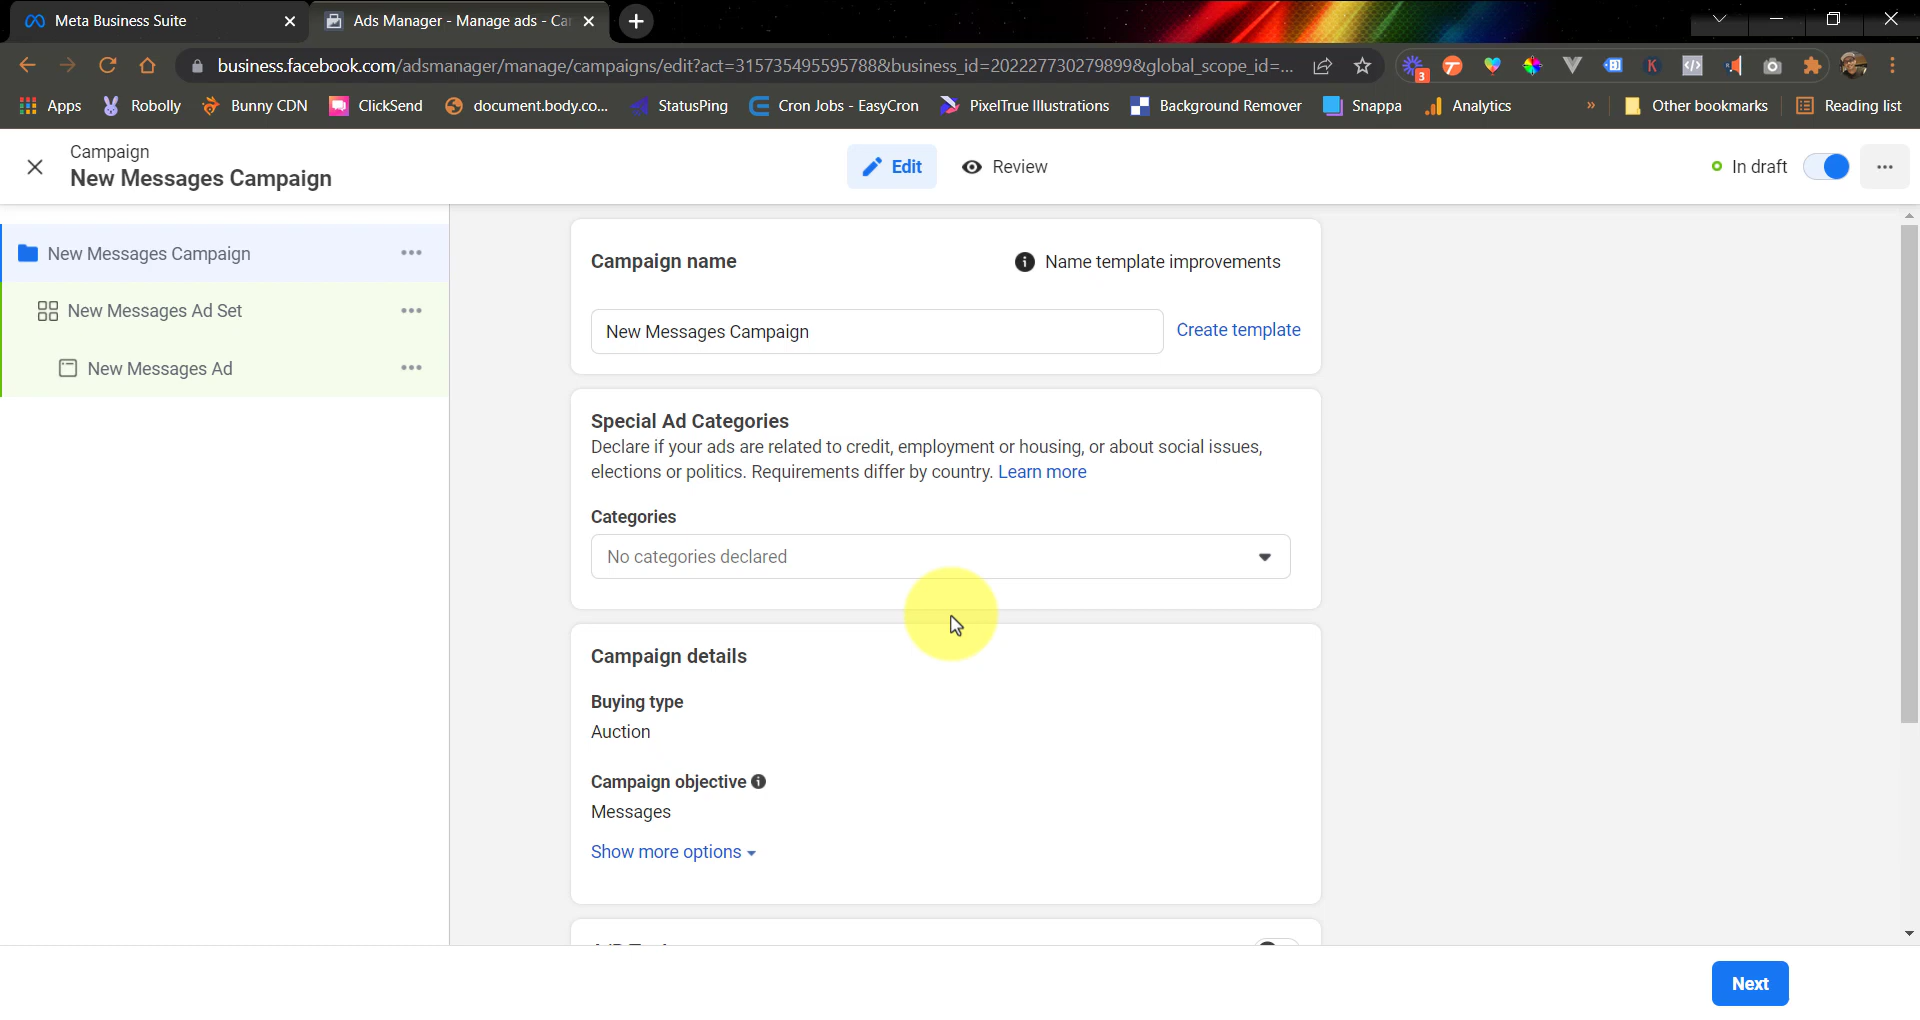 Meta Business Suite
Ads Manager - Manage ads - Ca
business.facebook.com/adsmanager/manage/campaigns/edit?act=315735495595788&business_id=202227730279899&global_scope_id=...
3
Apps
Robolly
Bunny CDN
ClickSend
document.body.co...
StatusPing
Cron Jobs - EasyCron
PixelTrue Illustrations
Background Remover
Snappa
Analytics
»
Other bookmarks
Reading list
Campaign
New Messages Campaign
Edit
Review
In draft
New Messages Campaign
New Messages Ad Set
New Messages Ad
Campaign name
Name template improvements
New Messages Campaign
Create template
Special Ad Categories
Declare if your ads are related to credit, employment or housing, or about social issues,
elections or politics. Requirements differ by country. Learn more
Categories
No categories declared
Campaign details
Buying type
Auction
Campaign objective
Messages
Show more options
Next